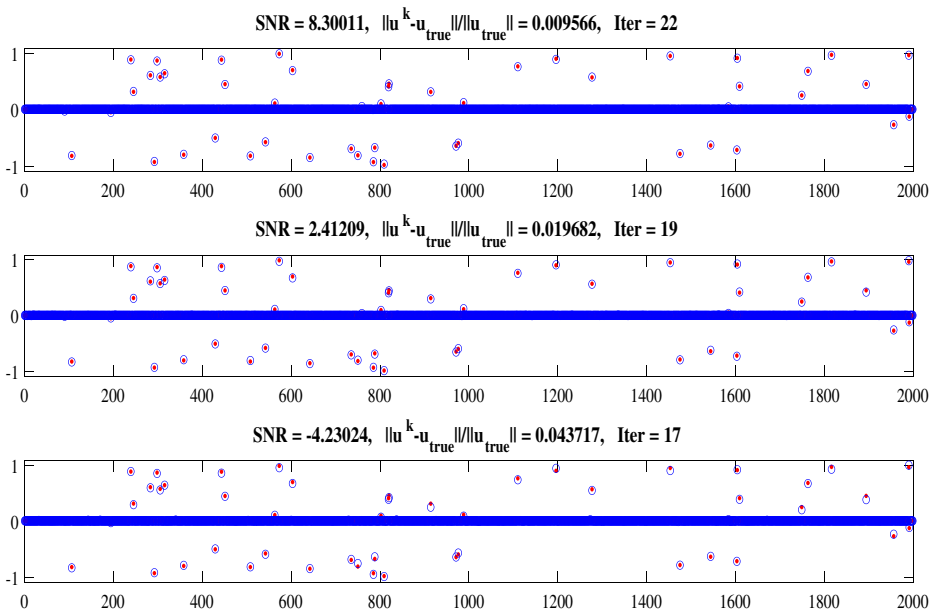 SNR = 8.30011, ||u^k-u_true||/||u_true|| = 0.009566, Iter = 22
1
0
-1
0 200 400 600 800 1000 1200 1400 1600 1800 2000
SNR = 2.41209, ||u^k-u_true||/||u_true|| = 0.019682, Iter = 19
1
0
-1
0 200 400 600 800 1000 1200 1400 1600 1800 2000
SNR = -4.23024, ||u^k-u_true||/||u_true|| = 0.043717, Iter = 17
1
0
-1
0 200 400 600 800 1000 1200 1400 1600 1800 2000